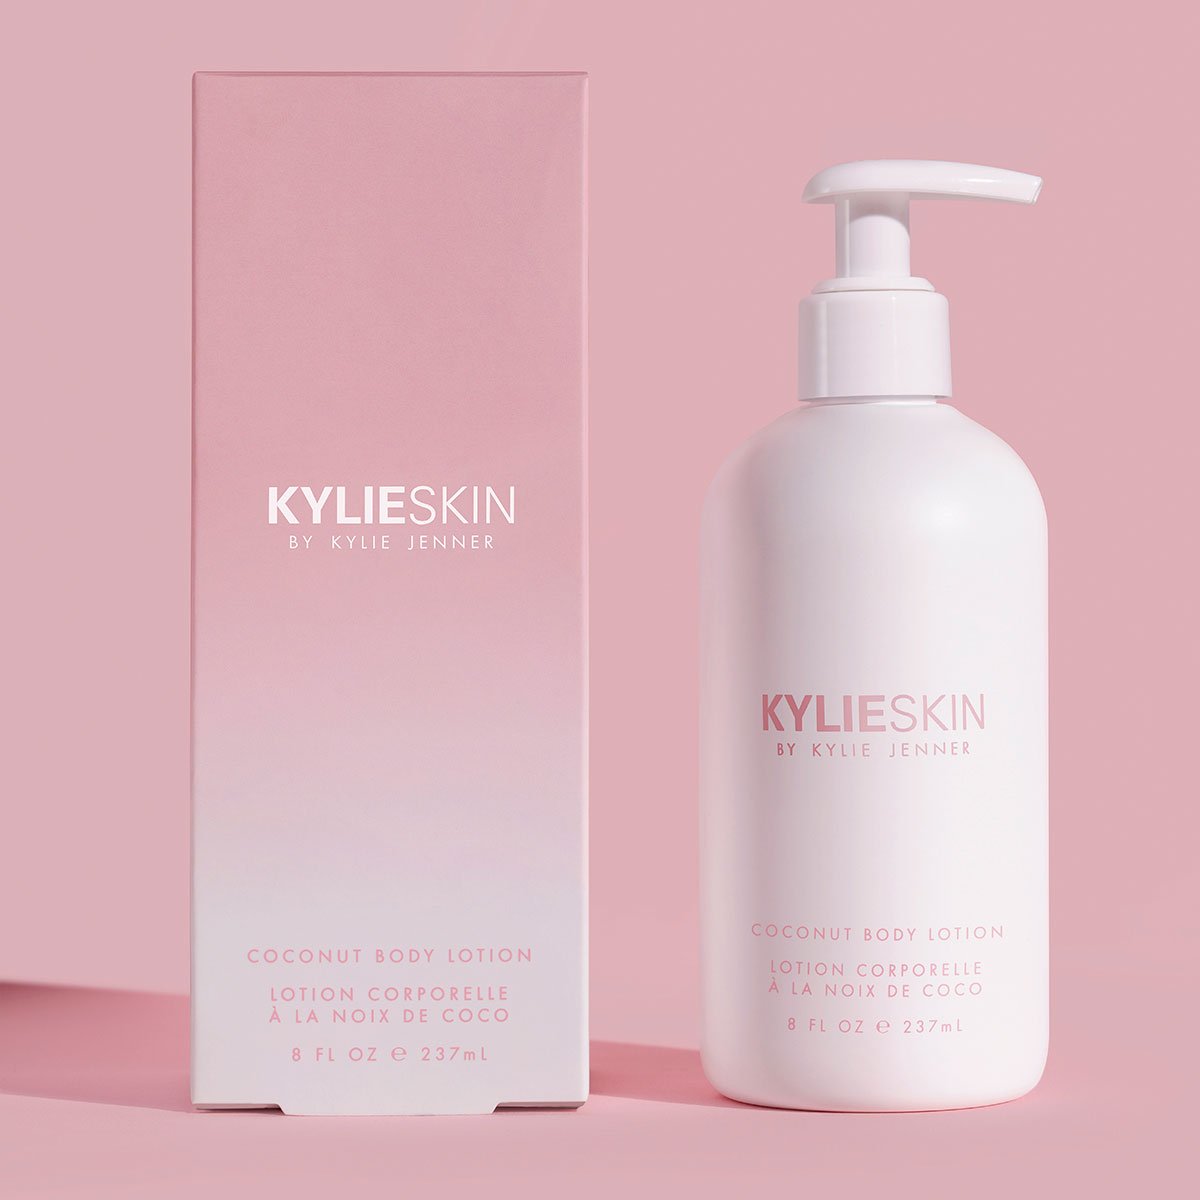 KYLIESKIN
BY KYLIE JENNER
COCONUT BODY LOTION
LOTION CORPORELLE
À LA NOIX DE COCO
8 FL OZ ℮ 237mL
KYLIESKIN
BY KYLIE JENNER
COCONUT BODY LOTION
LOTION CORPORELLE
À LA NOIX DE COCO
8 FL OZ ℮ 237mL